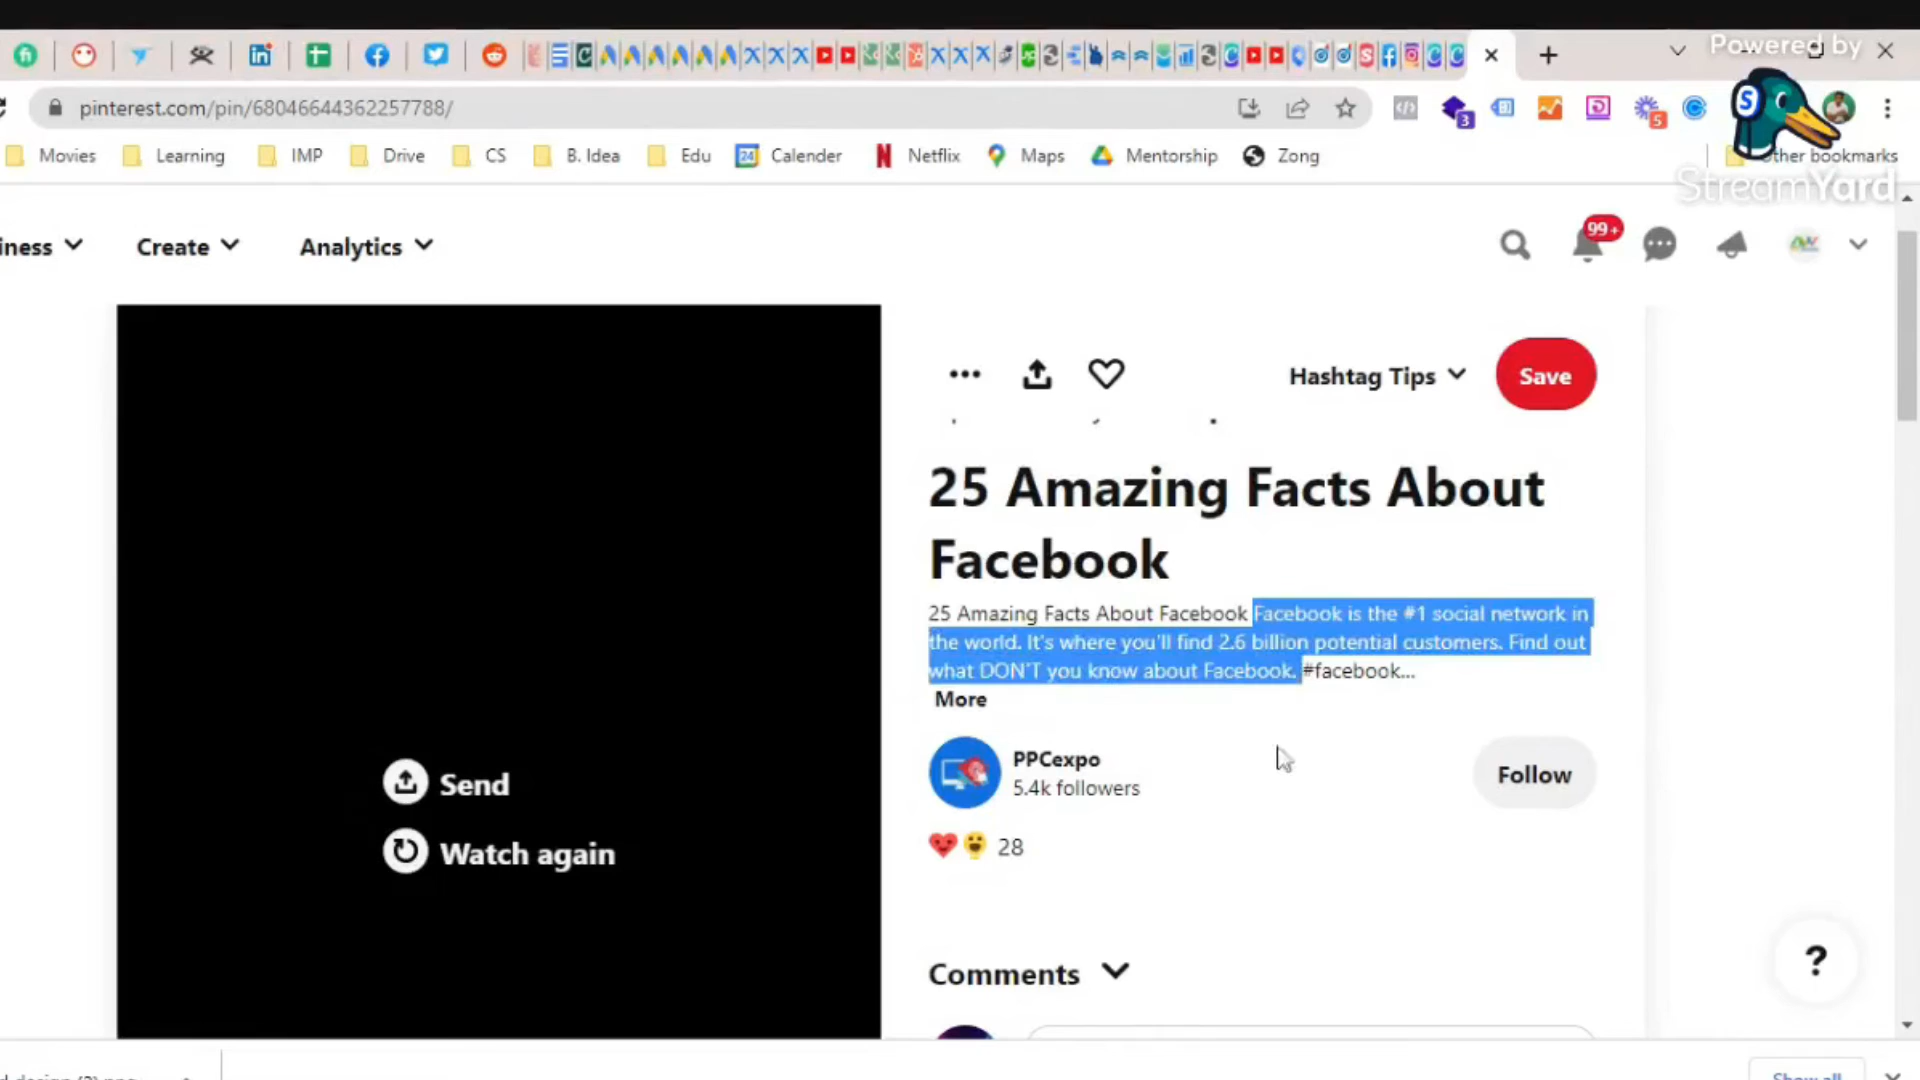 Powered by
StreamYard
pinterest.com/pin/68046644362257788/
3
5
Movies
Learning
IMP
Drive
CS
B. Idea
Edu
24 Calender
Netflix
Maps
Mentorship
Zong
Other bookmarks
iness
Create
Analytics
99+
Hashtag Tips
Save
25 Amazing Facts About
Facebook
25 Amazing Facts About Facebook Facebook is the #1 social network in
the world. It's where you'll find 2.6 billion potential customers. Find out
what DON'T you know about Facebook. #facebook...
More
PPCexpo
5.4k followers
Follow
28
Send
Watch again
Comments
?
Show all